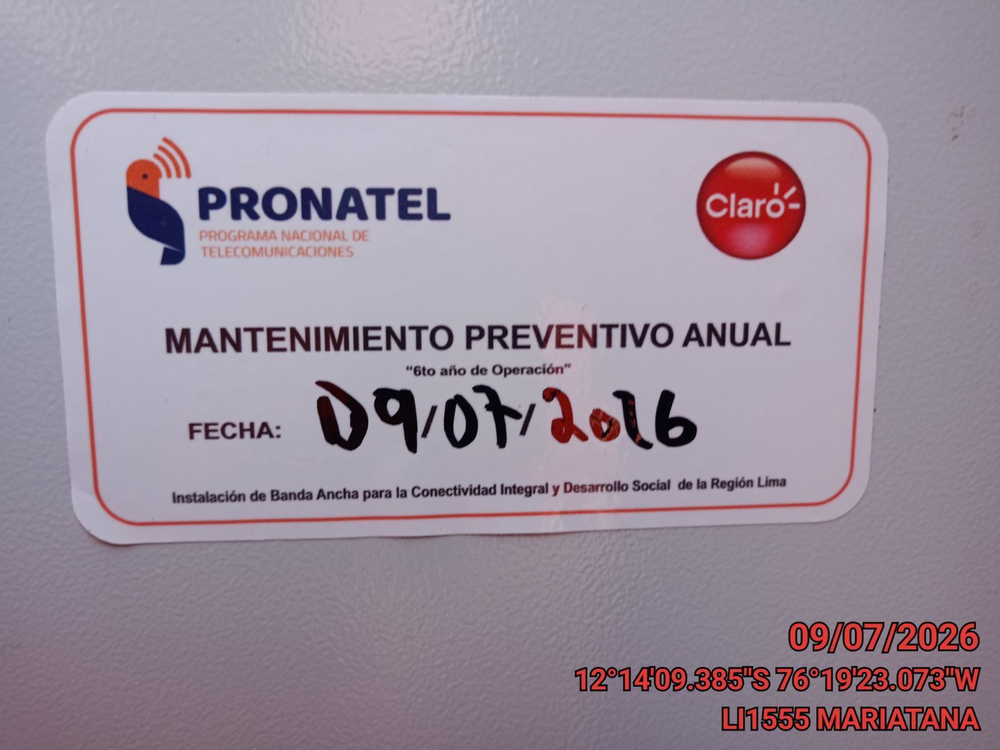 PRONATEL
PROGRAMA NACIONAL DE
TELECOMUNICACIONES
Claro
MANTENIMIENTO PREVENTIVO ANUAL
"6to año de Operación"
FECHA: 09/07/2026
Instalación de Banda Ancha para la Conectividad Integral y Desarrollo Social de la Región Lima
09/07/2026
12°14'09.385"S 76°19'23.073"W
LI1555 MARIATANA